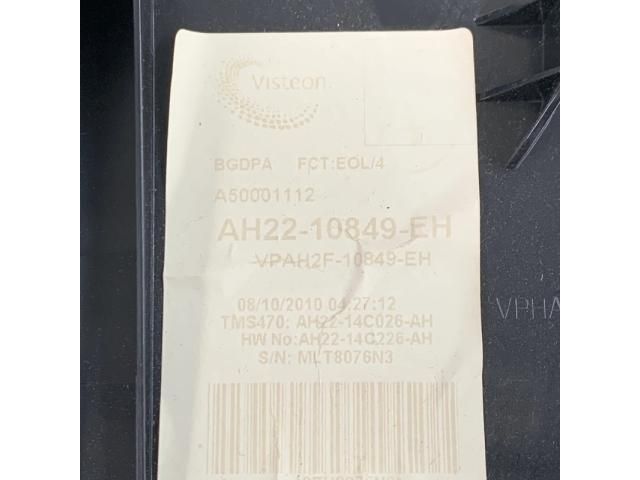 Visteon
BGDPA FCT:EOL/4
A50001112
AH22-10849-EH
VPAH2F-10849-EH
08/10/2010 04:27:12
TMS470: AH22-14C026-AH
HW No:AH22-14C226-AH
S/N: MLT8076N3
VPHA